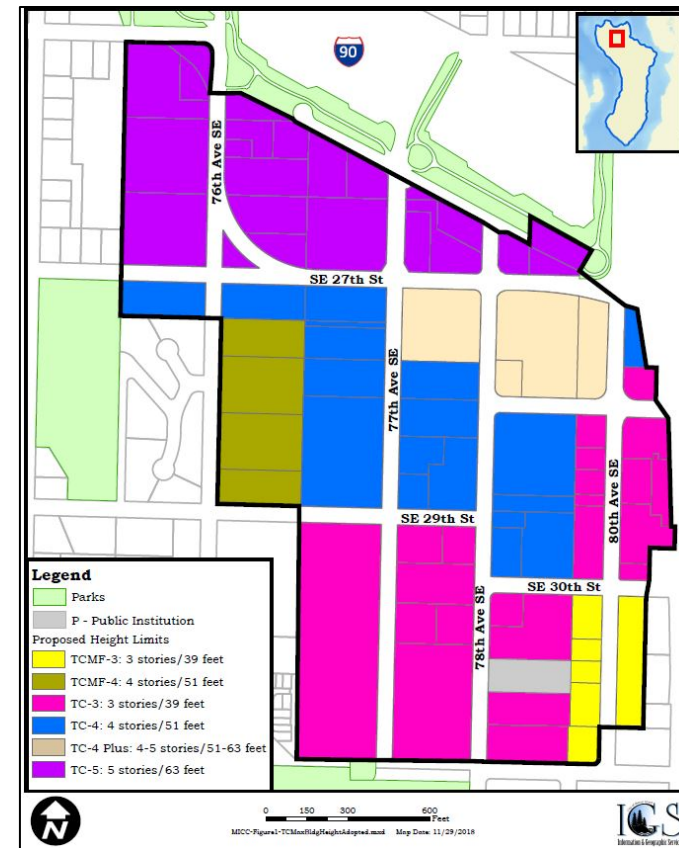 90
76th Ave SE
SE 27th St
77th Ave SE
80th Ave SE
SE 29th St
78th Ave SE
SE 30th St
Legend
Parks
P - Public Institution
Proposed Height Limits
TCMF-3: 3 stories/39 feet
TCMF-4: 4 stories/51 feet
TC-3: 3 stories/39 feet
TC-4: 4 stories/51 feet
TC-4 Plus: 4-5 stories/51-63 feet
TC-5: 5 stories/63 feet
N
0 150 300 600
Feet
MICC-Figure1-TCMaxBldgHeightAdopted.mxd Map Date: 11/29/2018
IGS
Information & Geographic Services